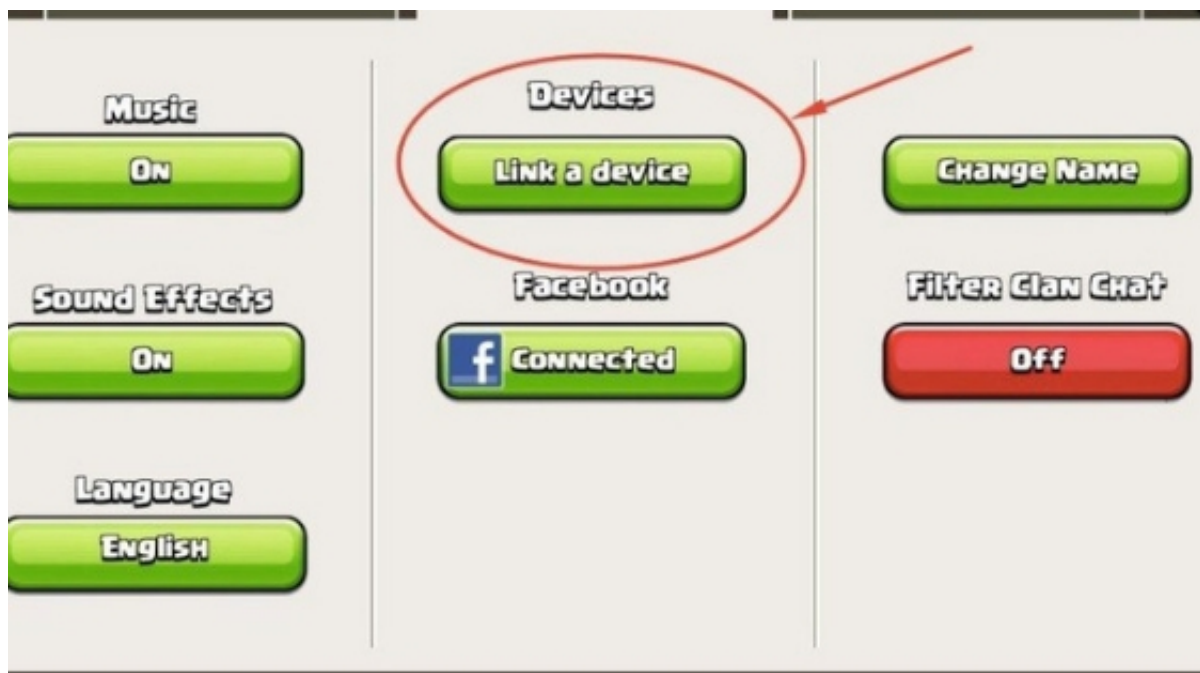 Music
On
Sound Effects
On
Language
English
Devices
Link a device
Facebook
f Connected
Change Name
Filter Clan Chat
Off